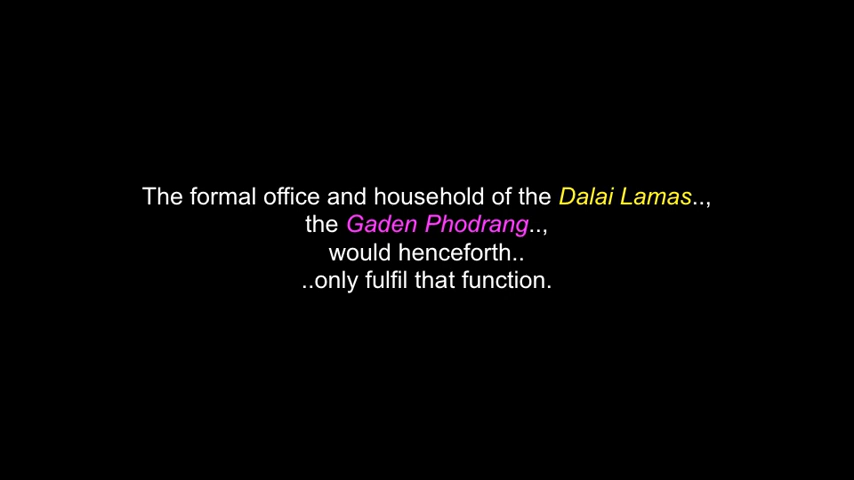 The formal office and household of the Dalai Lamas..,
the Gaden Phodrang..,
would henceforth..
..only fulfil that function.